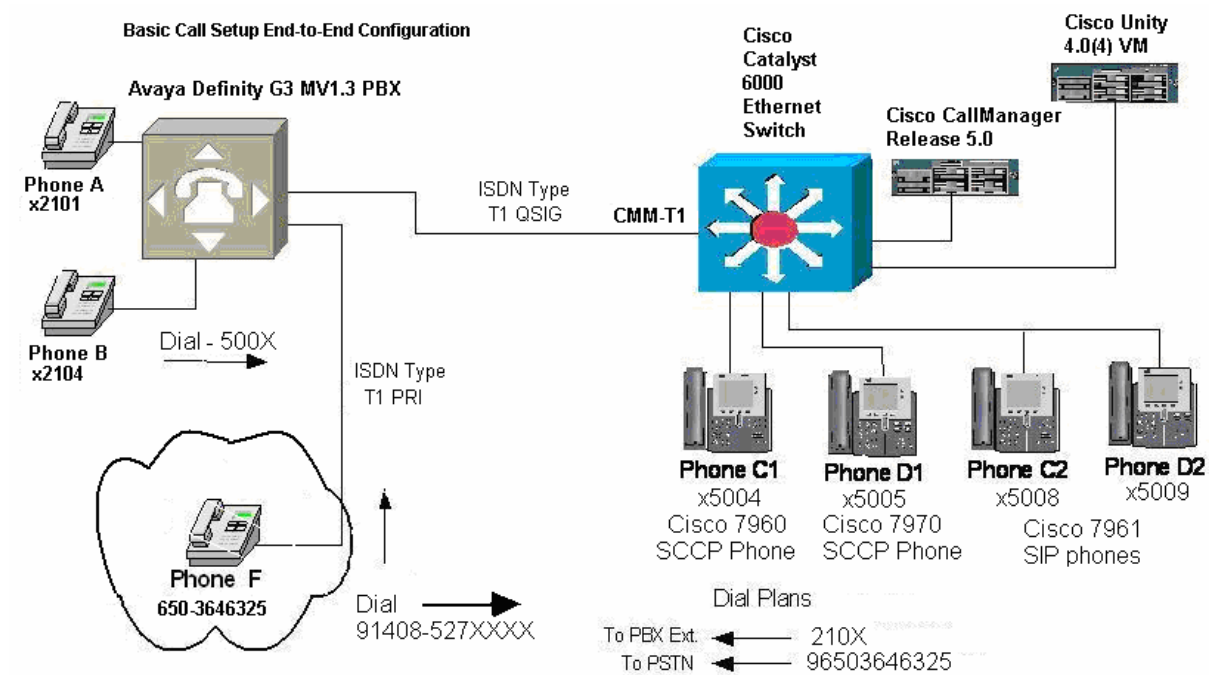 Basic Call Setup End-to-End Configuration
Avaya Definity G3 MV1.3 PBX
Phone A
x2101
Phone B
x2104
Dial - 500X
ISDN Type
T1 QSIG
CMM-T1
Cisco
Catalyst
6000
Ethernet
Switch
Cisco Unity
4.0(4) VM
Cisco CallManager
Release 5.0
ISDN Type
T1 PRI
Phone C1
x5004
Cisco 7960
SCCP Phone
Phone D1
x5005
Cisco 7970
SCCP Phone
Phone C2
x5008
Phone D2
x5009
Cisco 7961
SIP phones
Phone F
650-3646325
Dial
91408-527XXXX
Dial Plans
To PBX Ext.
210X
To PSTN
96503646325